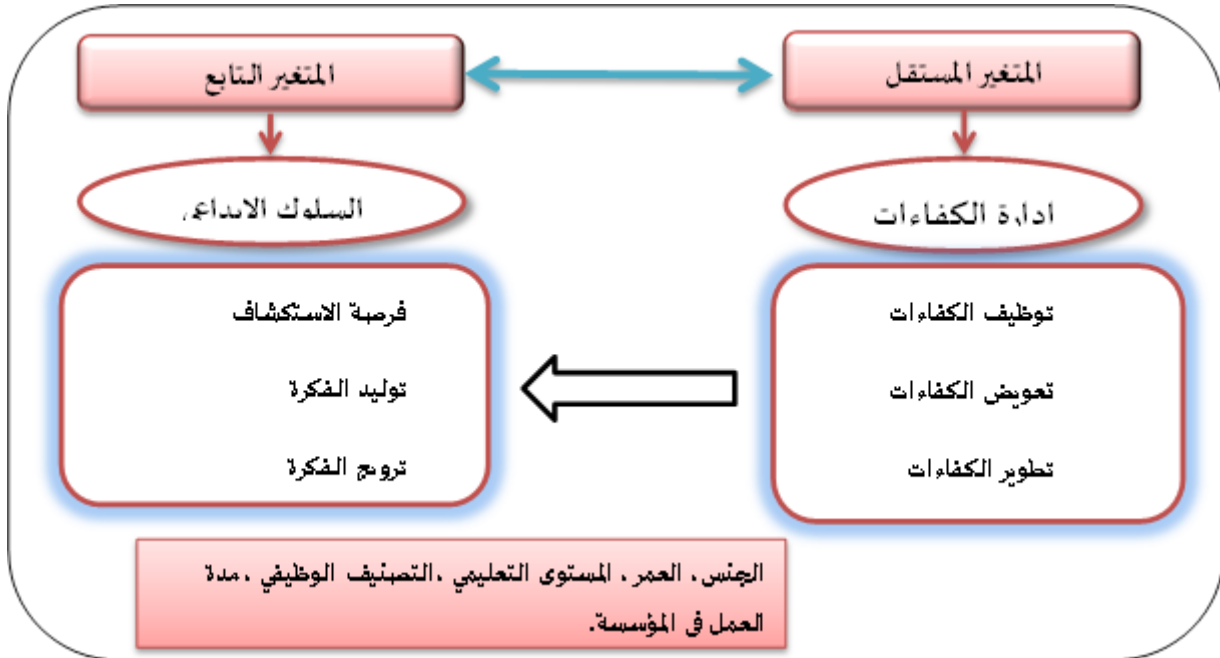 المتغير المستقل
المتغير التابع
ادارة الكفاءات
السلوك الابداعي
توظيف الكفاءات
تعويض الكفاءات
تطوير الكفاءات
فرصة الاستكشاف
توليد الفكرة
ترويج الفكرة
الجنس، العمر، المستوى التعليمي، التصنيف الوظيفي، مدة
العمل في المؤسسة.